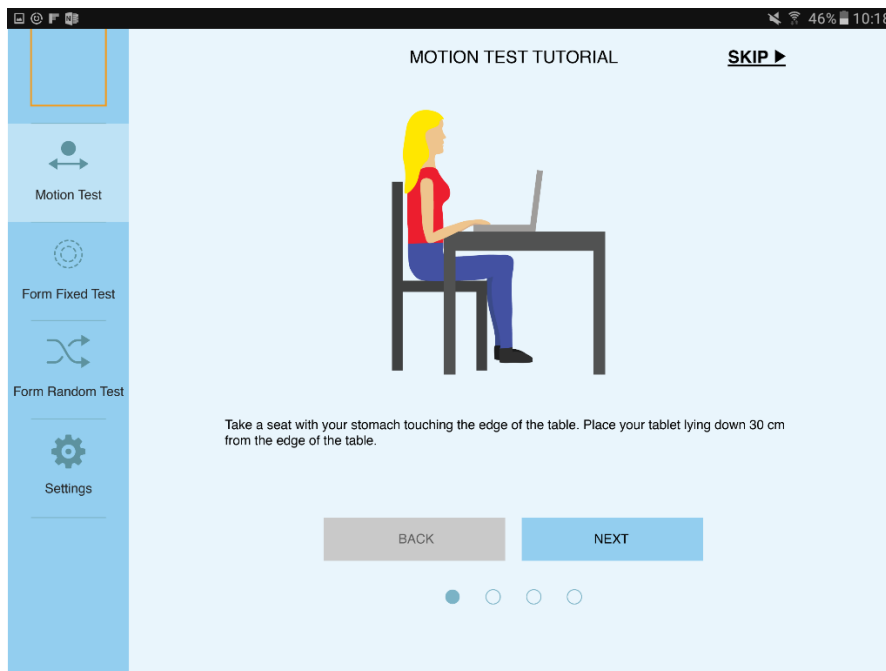 46% 10:18
MOTION TEST TUTORIAL
SKIP
Motion Test
Form Fixed Test
Form Random Test
Settings
Take a seat with your stomach touching the edge of the table. Place your tablet lying down 30 cm
from the edge of the table.
BACK
NEXT